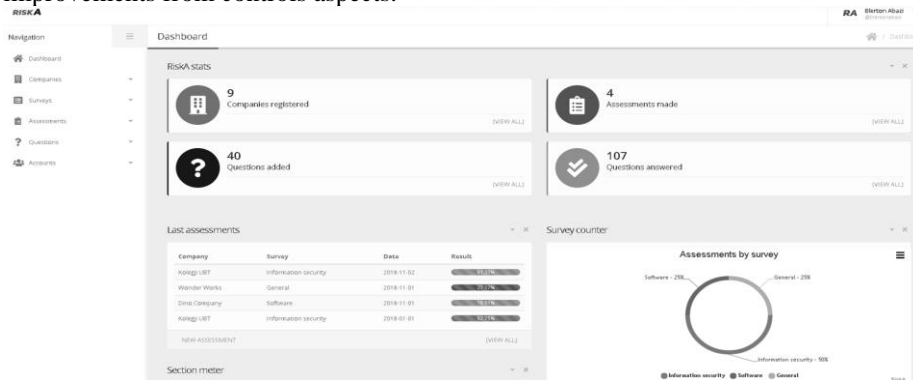 improvements from controls aspects.
RISKA
RA Blerton Abazi
Navigation
Dashboard
Dashboard
Companies
Surveys
Assessments
Questions
Accounts
RiskA stats
9
Companies registered
[VIEW ALL]
4
Assessments made
[VIEW ALL]
40
Questions added
[VIEW ALL]
107
Questions answered
[VIEW ALL]
Last assessments
Company Survey Data Result
Kolegji UBT Information security 2018-11-02
Wonder Works General 2018-11-01
Dino Company Software 2018-11-01
Kolegji UBT Information security 2018-01-01
NEW ASSESSMENT [VIEW ALL]
Section meter
Survey counter
Assessments by survey
Software - 25%
General - 25%
Information security - 50%
Information security Software General